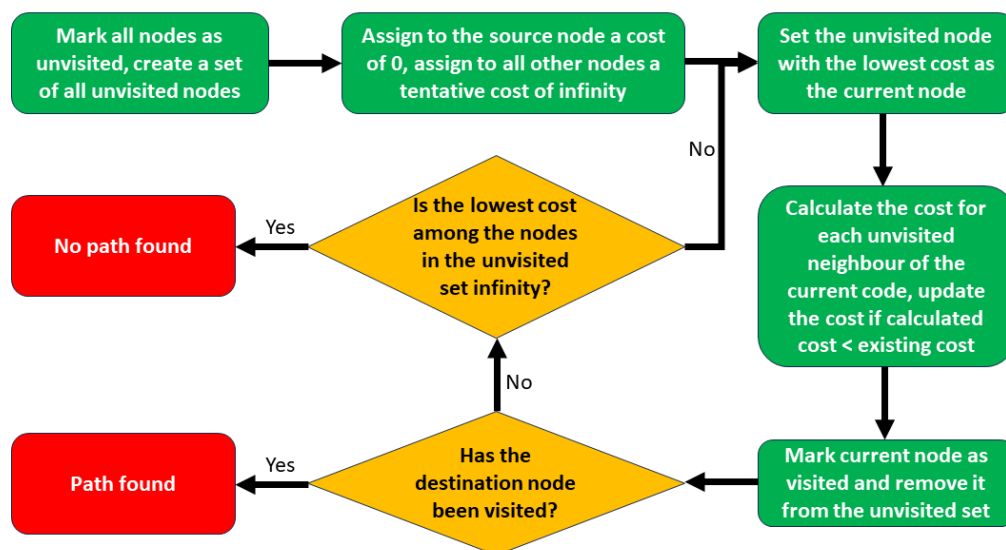 Mark all nodes as
unvisited, create a set
of all unvisited nodes
Assign to the source node a cost
of 0, assign to all other nodes a
tentative cost of infinity
Set the unvisited node
with the lowest cost as
the current node
No
Calculate the cost for
each unvisited
neighbour of the
current code, update
the cost if calculated
cost < existing cost
Is the lowest cost
among the nodes
in the unvisited
set infinity?
Yes
No path found
No
Mark current node as
visited and remove it
from the unvisited set
Has the
destination node
been visited?
Yes
Path found